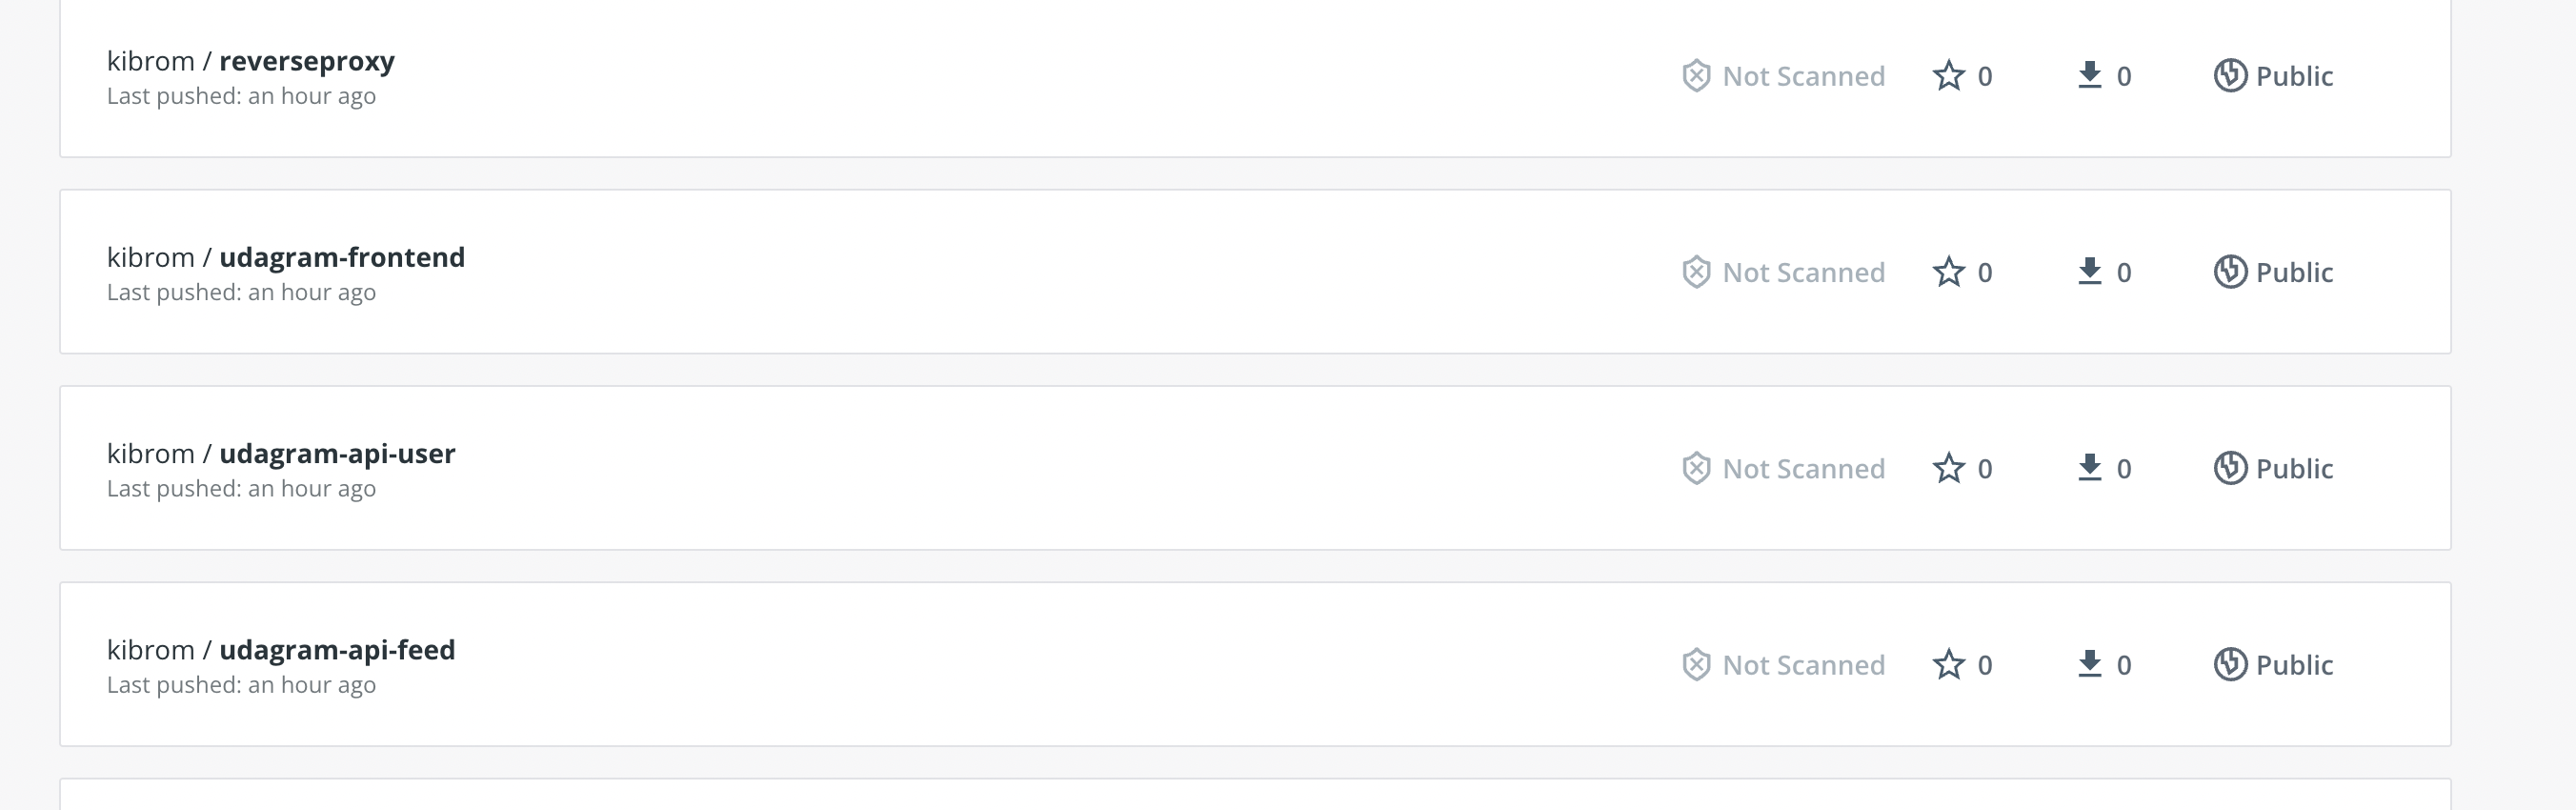 kibrom / reverseproxy
Not Scanned 0 0 Public
Last pushed: an hour ago
kibrom / udagram-frontend
Not Scanned 0 0 Public
Last pushed: an hour ago
kibrom / udagram-api-user
Not Scanned 0 0 Public
Last pushed: an hour ago
kibrom / udagram-api-feed
Not Scanned 0 0 Public
Last pushed: an hour ago